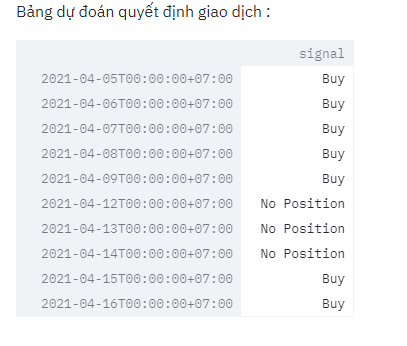 Bảng dự đoán quyết định giao dịch :
signal
2021-04-05T00:00:00+07:00 Buy
2021-04-06T00:00:00+07:00 Buy
2021-04-07T00:00:00+07:00 Buy
2021-04-08T00:00:00+07:00 Buy
2021-04-09T00:00:00+07:00 Buy
2021-04-12T00:00:00+07:00 No Position
2021-04-13T00:00:00+07:00 No Position
2021-04-14T00:00:00+07:00 No Position
2021-04-15T00:00:00+07:00 Buy
2021-04-16T00:00:00+07:00 Buy